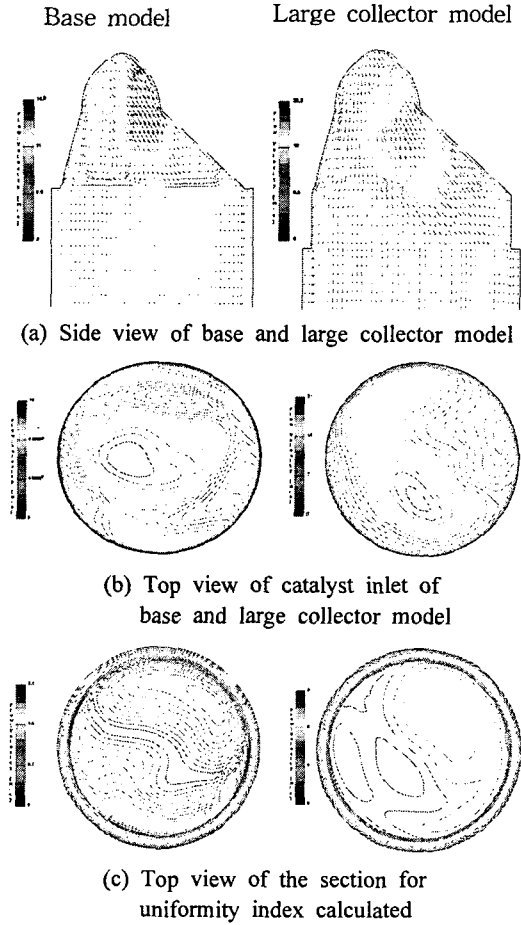 Base model
Large collector model
(a) Side view of base and large collector model
(b) Top view of catalyst inlet of
base and large collector model
(c) Top view of the section for
uniformity index calculated